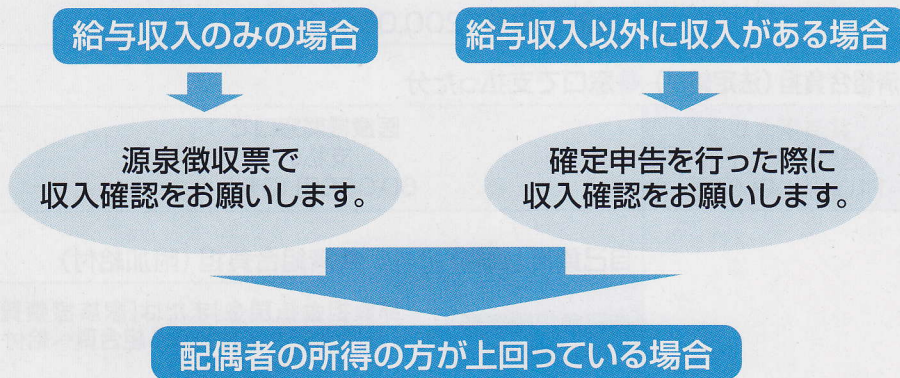 給与収入のみの場合
給与収入以外に収入がある場合
源泉徴収票で
収入確認をお願いします。
確定申告を行った際に
収入確認をお願いします。
配偶者の所得の方が上回っている場合